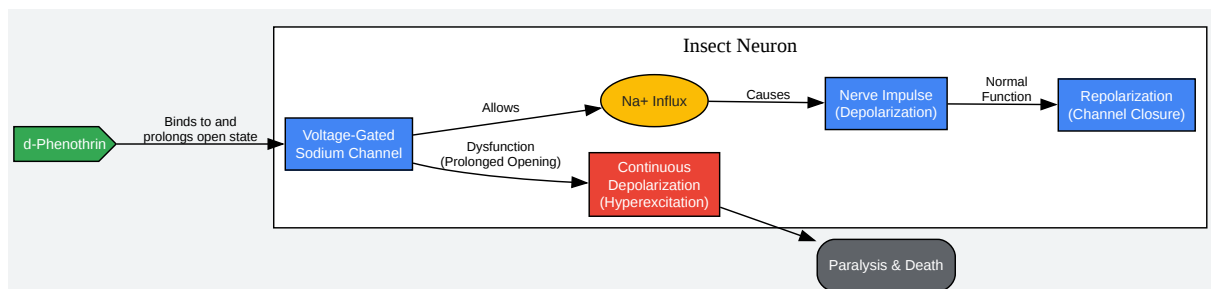 Insect Neuron
d-Phenothrin
Binds to and
prolongs open state
Voltage-Gated
Sodium Channel
Allows
Dysfunction
(Prolonged Opening)
Na+ Influx
Continuous
Depolarization
(Hyperexcitation)
Causes
Nerve Impulse
(Depolarization)
Normal
Function
Repolarization
(Channel Closure)
Paralysis & Death